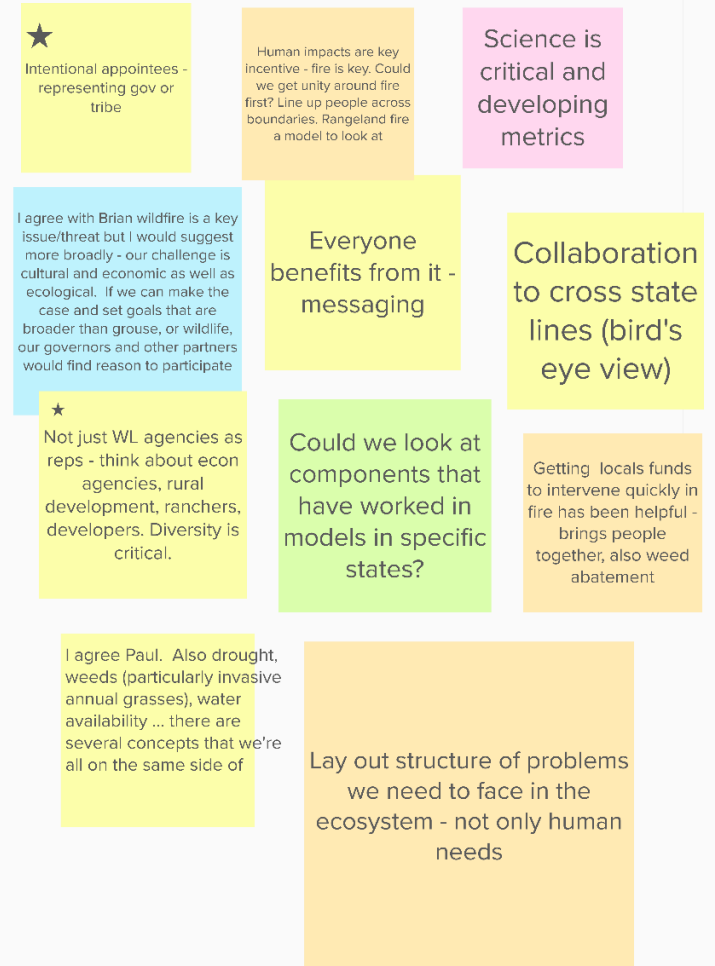 Intentional appointees -
representing gov or
tribe
Human impacts are key
incentive - fire is key. Could
we get unity around fire
first? Line up people across
boundaries. Rangeland fire
a model to look at
Science is
critical and
developing
metrics
I agree with Brian wildfire is a key
issue/threat but I would suggest
more broadly - our challenge is
cultural and economic as well as
ecological.  If we can make the
case and set goals that are
broader than grouse, or wildlife,
our governors and other partners
would find reason to participate
Everyone
benefits from it -
messaging
Collaboration
to cross state
lines (bird's
eye view)
Not just WL agencies as
reps - think about econ
agencies, rural
development, ranchers,
developers. Diversity is
critical.
Could we look at
components that
have worked in
models in specific
states?
Getting  locals funds
to intervene quickly in
fire has been helpful -
brings people
together, also weed
abatement
I agree Paul.  Also drought,
weeds (particularly invasive
annual grasses), water
availability ... there are
several concepts that we're
all on the same side of
Lay out structure of problems
we need to face in the
ecosystem - not only human
needs